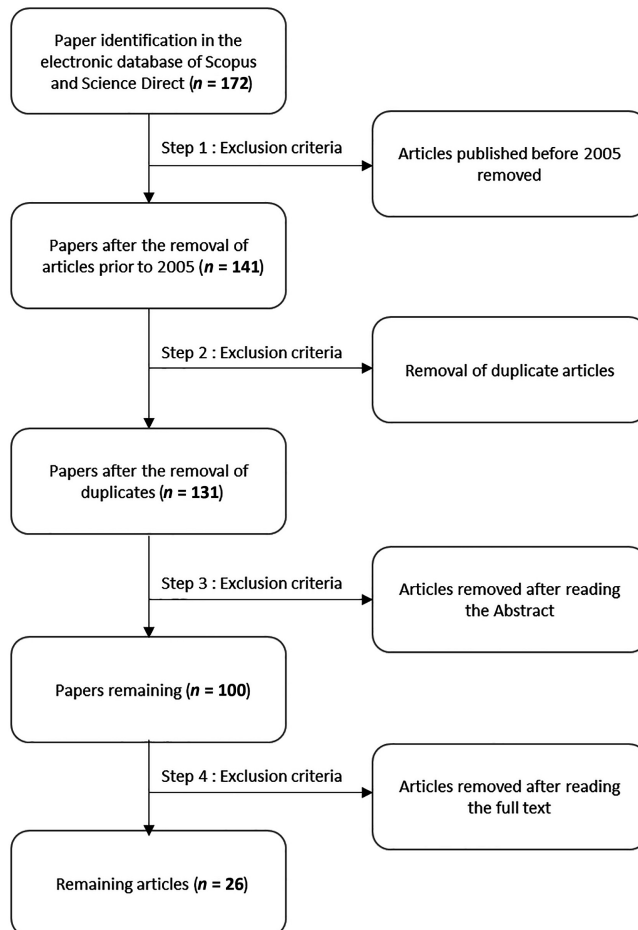 Paper identification in the
electronic database of Scopus
and Science Direct (n = 172)
Step 1 : Exclusion criteria
Articles published before 2005
removed
Papers after the removal of
articles prior to 2005 (n = 141)
Step 2 : Exclusion criteria
Removal of duplicate articles
Papers after the removal of
duplicates (n = 131)
Step 3 : Exclusion criteria
Articles removed after reading
the Abstract
Papers remaining (n = 100)
Step 4 : Exclusion criteria
Articles removed after reading
the full text
Remaining articles (n = 26)